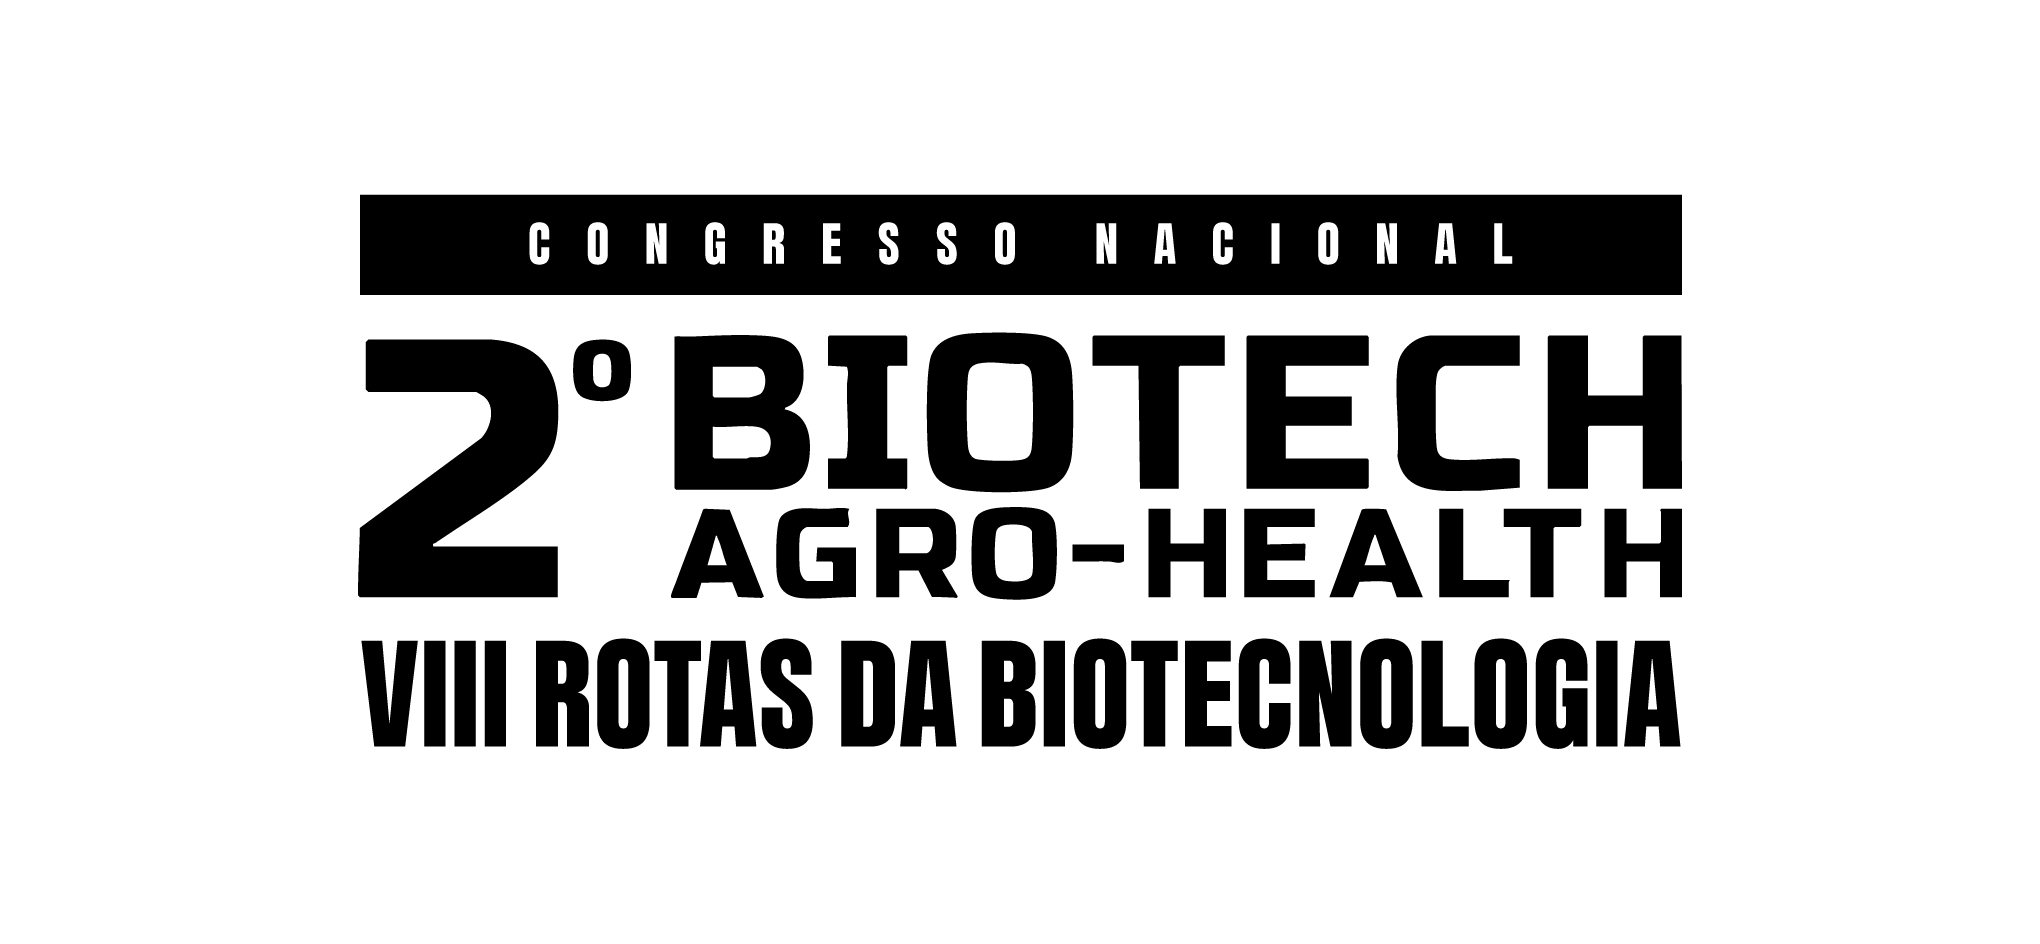 CONGRESSO NACIONAL
2º BIOTECH
AGRO-HEALTH
VIII ROTAS DA BIOTECNOLOGIA